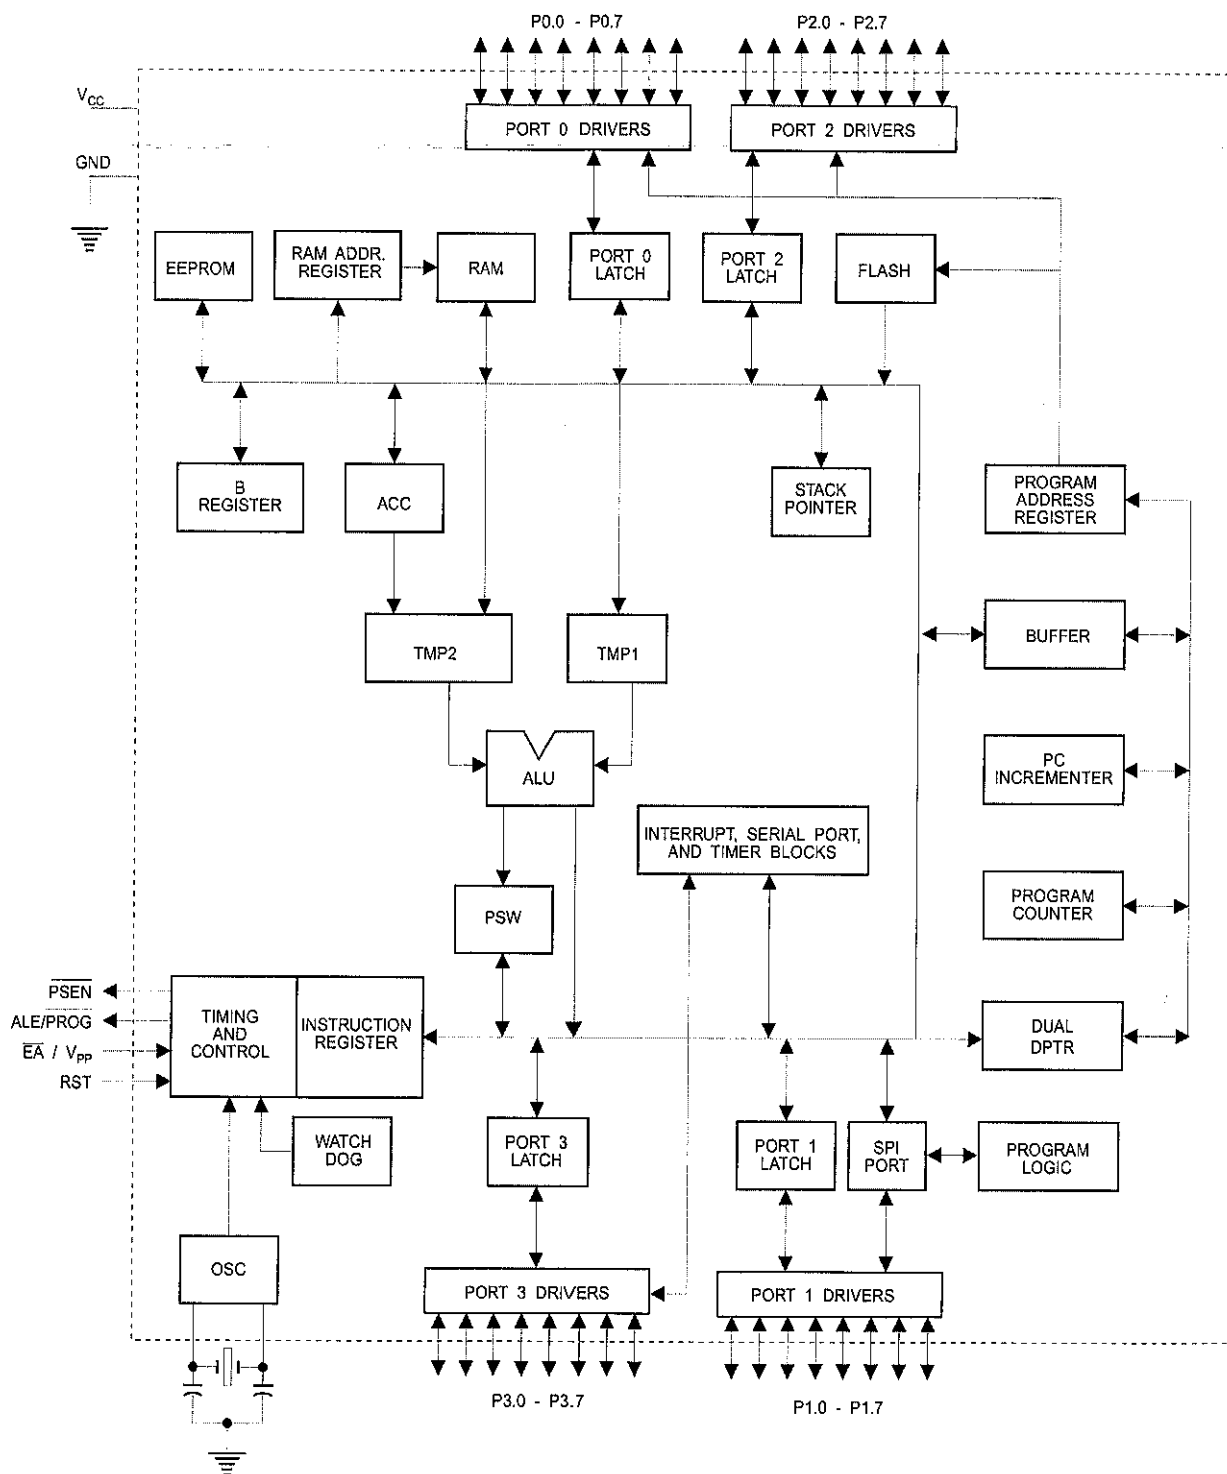 P0.0 - P0.7
P2.0 - P2.7
VCC
PORT 0 DRIVERS
PORT 2 DRIVERS
GND
EEPROM
RAM ADDR.
REGISTER
RAM
PORT 0
LATCH
PORT 2
LATCH
FLASH
B
REGISTER
ACC
STACK
POINTER
PROGRAM
ADDRESS
REGISTER
TMP2
TMP1
BUFFER
ALU
PC
INCREMENTER
INTERRUPT, SERIAL PORT,
AND TIMER BLOCKS
PSW
PROGRAM
COUNTER
PSEN
ALE/PROG
EA / VPP
RST
TIMING
AND
CONTROL
INSTRUCTION
REGISTER
DUAL
DPTR
WATCH
DOG
PORT 3
LATCH
PORT 1
LATCH
SPI
PORT
PROGRAM
LOGIC
OSC
PORT 3 DRIVERS
PORT 1 DRIVERS
P3.0 - P3.7
P1.0 - P1.7